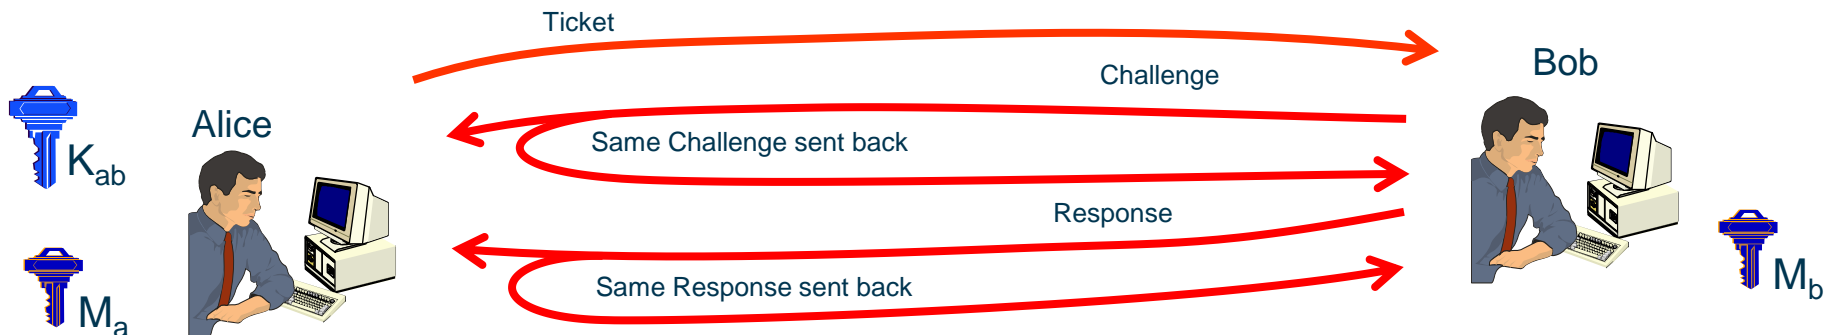 Ticket
Bob
Challenge
Alice
Same Challenge sent back
Kab
Response
Same Response sent back
Mb
Ma